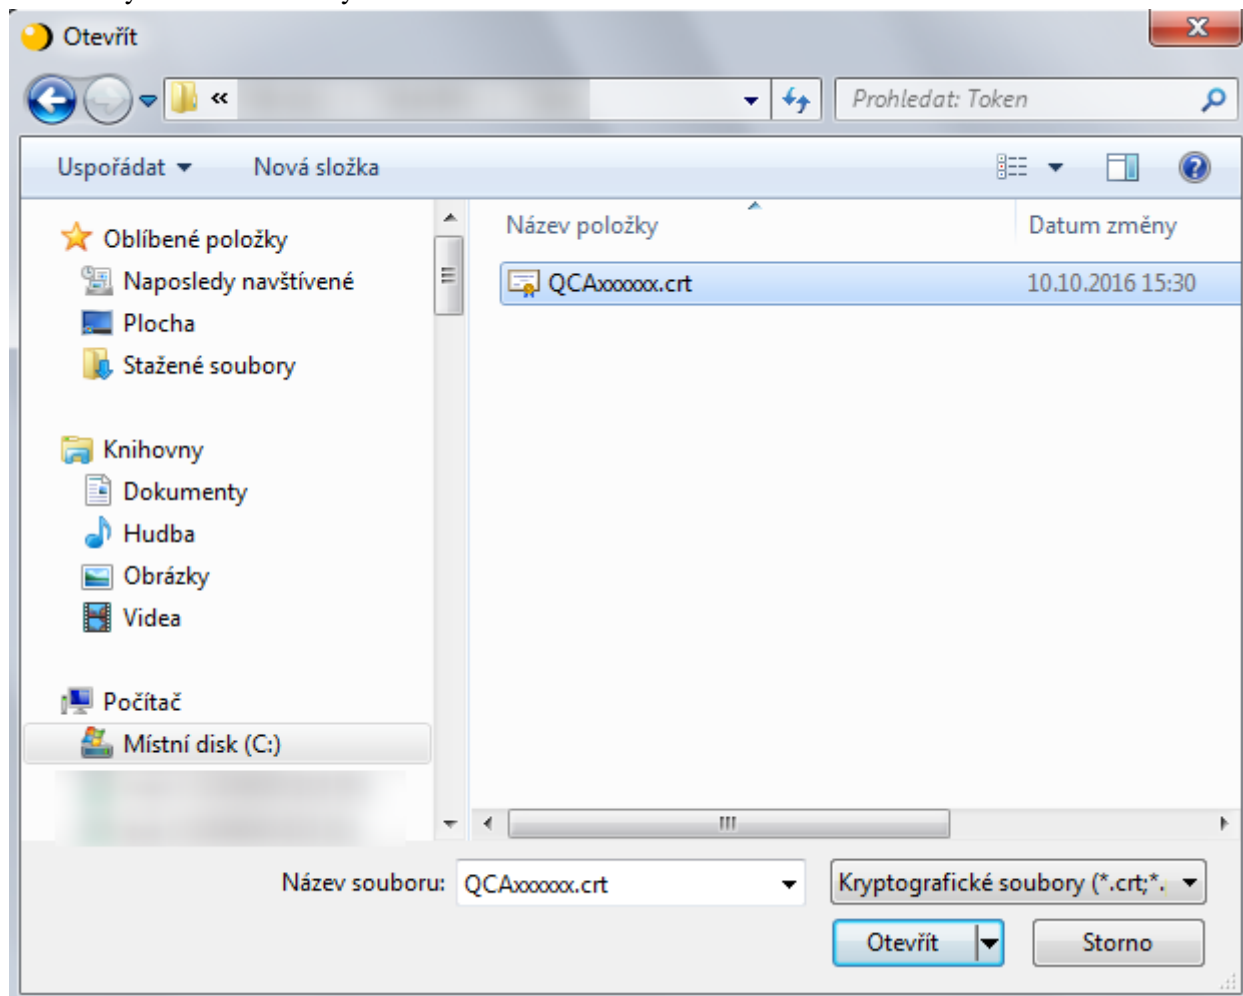 Otevřít
«
Prohledat: Token
Uspořádat
Nová složka
Oblíbené položky
Naposledy navštívené
Plocha
Stažené soubory
Knihovny
Dokumenty
Hudba
Obrázky
Videa
Počítač
Místní disk (C:)
Název položky
Datum změny
QCAxxxxxx.crt
10.10.2016 15:30
Název souboru:
QCAxxxxxx.crt
Kryptografické soubory (*.crt;*.
Otevřít
Storno